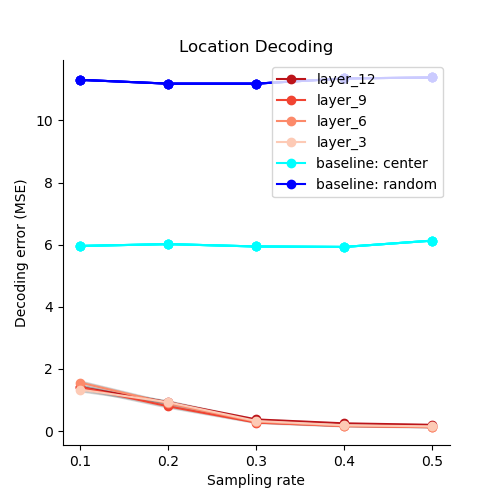 Location Decoding
layer_12
layer_9
layer_6
layer_3
baseline: center
baseline: random
Decoding error (MSE)
10
8
6
4
2
0
0.1 0.2 0.3 0.4 0.5
Sampling rate